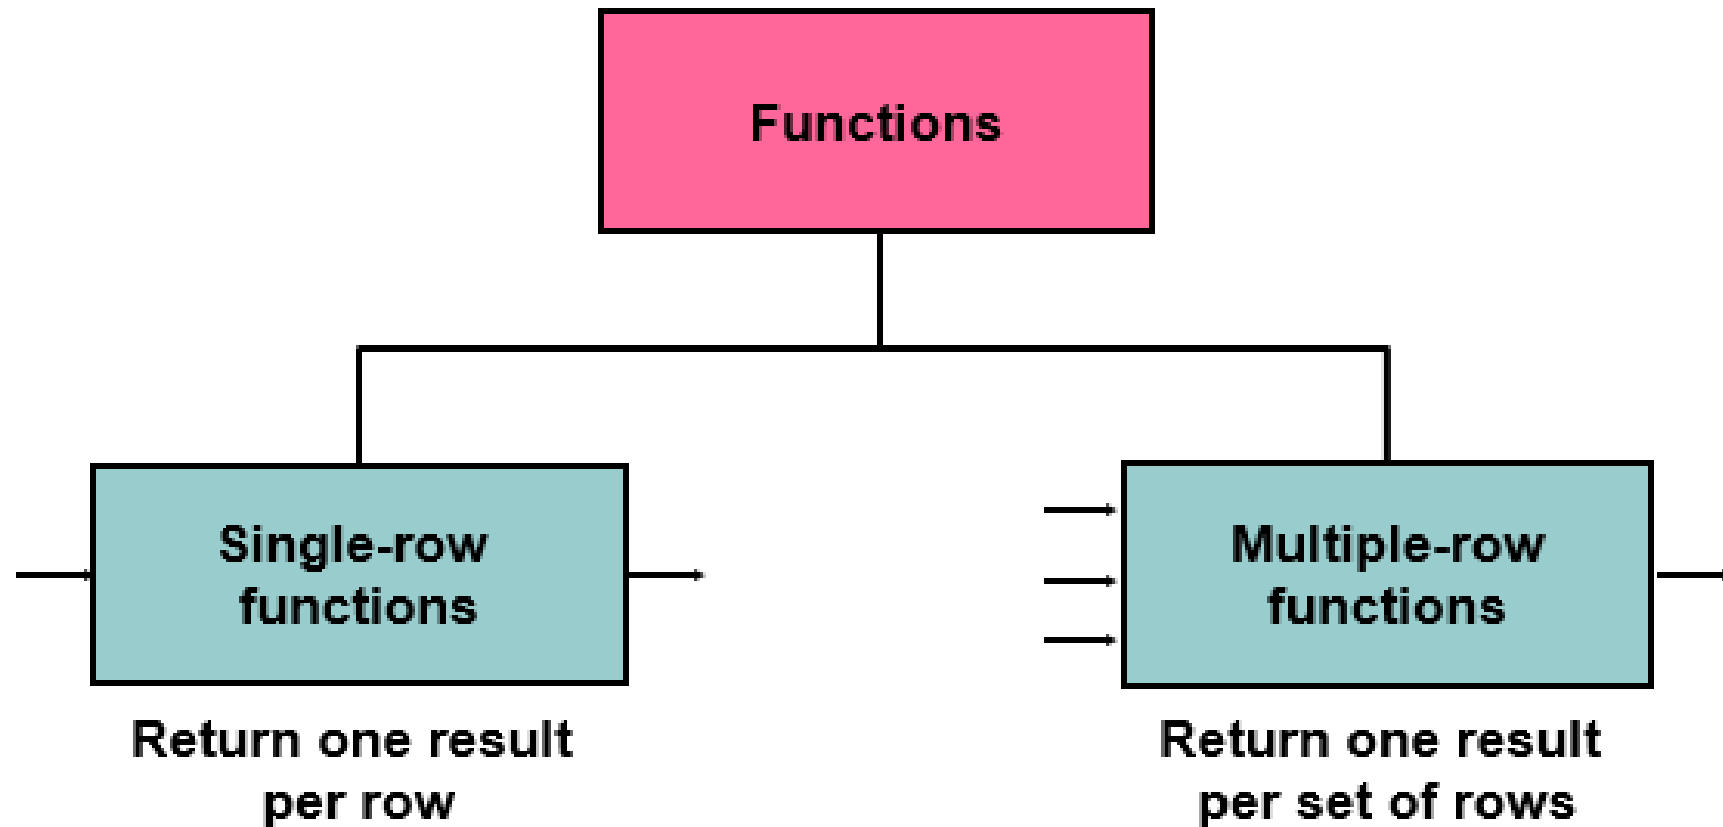 Functions
Single-row
functions
Return one result
per row
Multiple-row
functions
Return one result
per set of rows